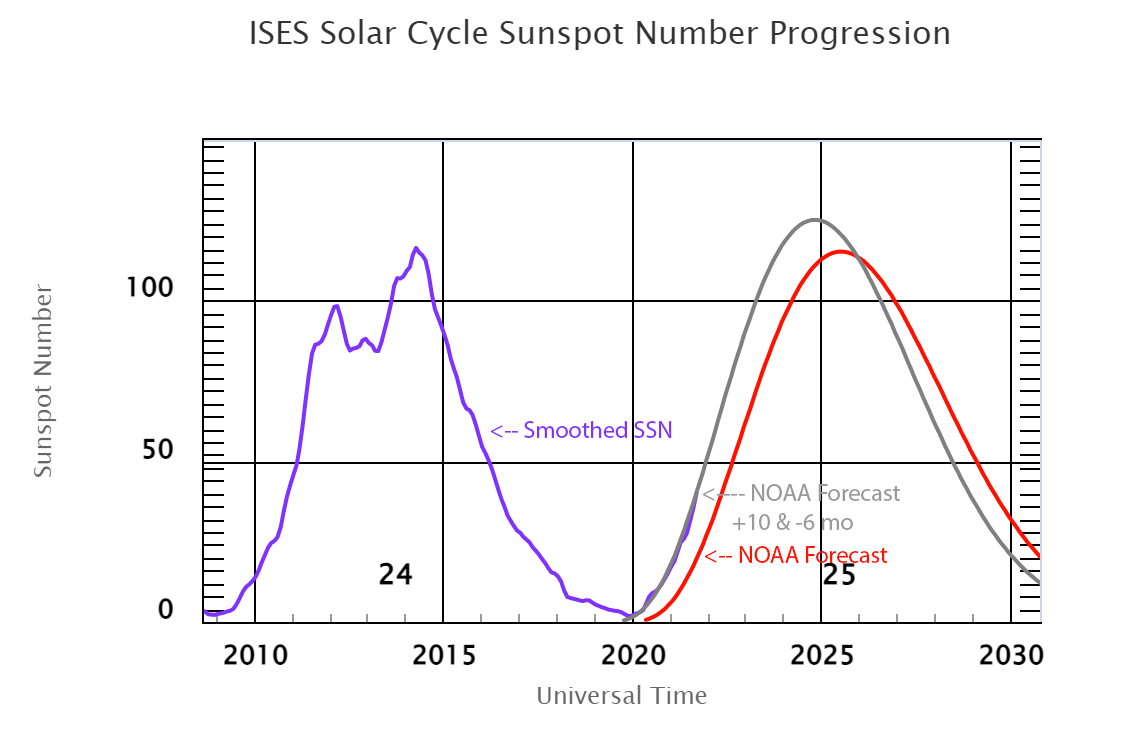 ISES Solar Cycle Sunspot Number Progression
Sunspot Number
100
50
0
<-- Smoothed SSN
<---- NOAA Forecast
+10 & -6 mo
<-- NOAA Forecast
24
25
2010 2015 2020 2025 2030
Universal Time